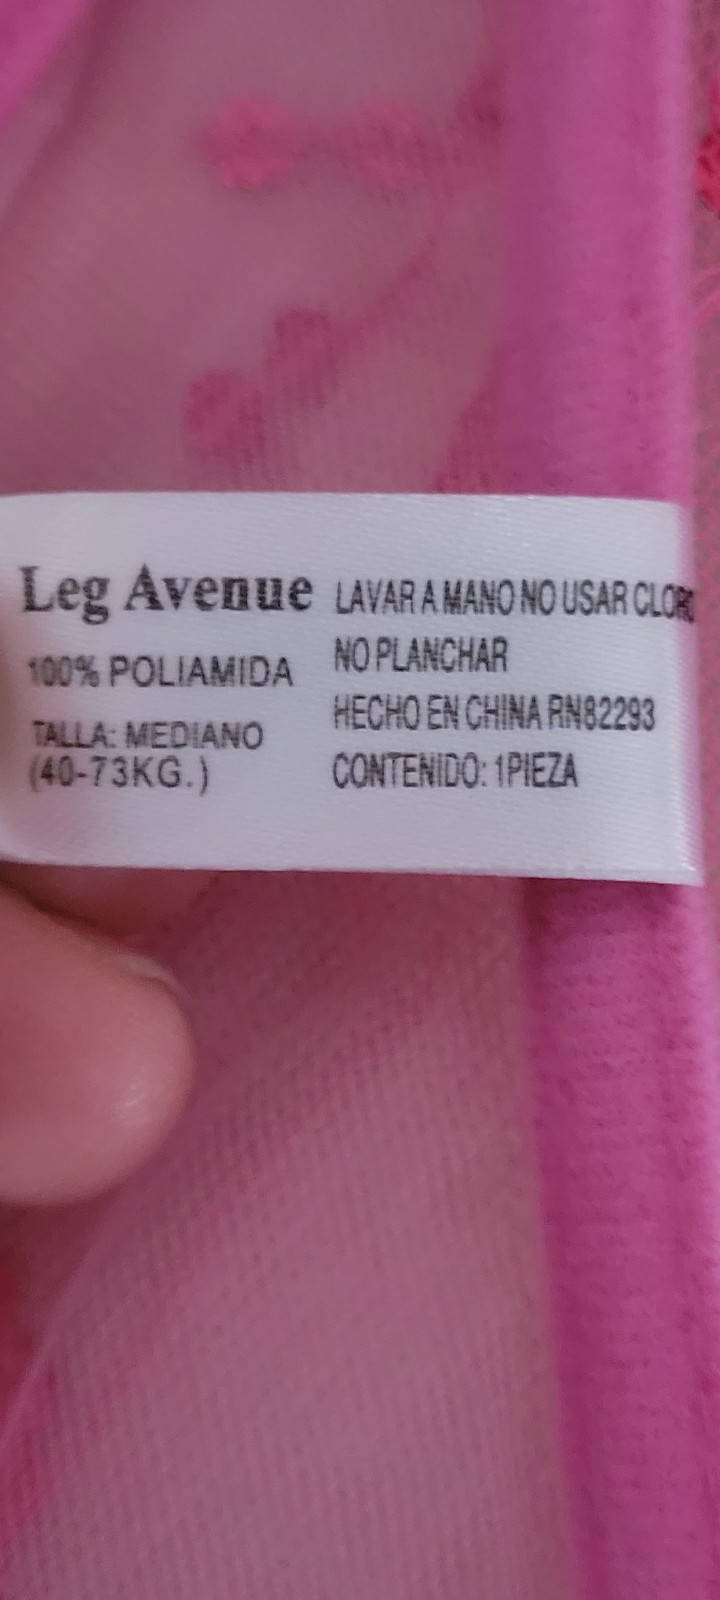 Leg Avenue
100% POLIAMIDA
TALLA: MEDIANO
(40-73KG.)
LAVAR A MANO NO USAR CLORO
NO PLANCHAR
HECHO EN CHINA RN82293
CONTENIDO: 1PIEZA